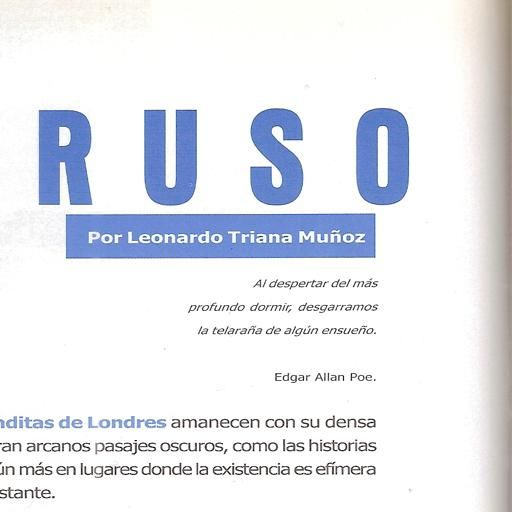 RUSO
Por Leonardo Triana Muñoz
Al despertar del más
profundo dormir, desgarramos
la telaraña de algún ensueño.
Edgar Allan Poe.
nditas de Londres amanecen con su densa
ran arcanos pasajes oscuros, como las historias
ún más en lugares donde la existencia es efímera
stante.